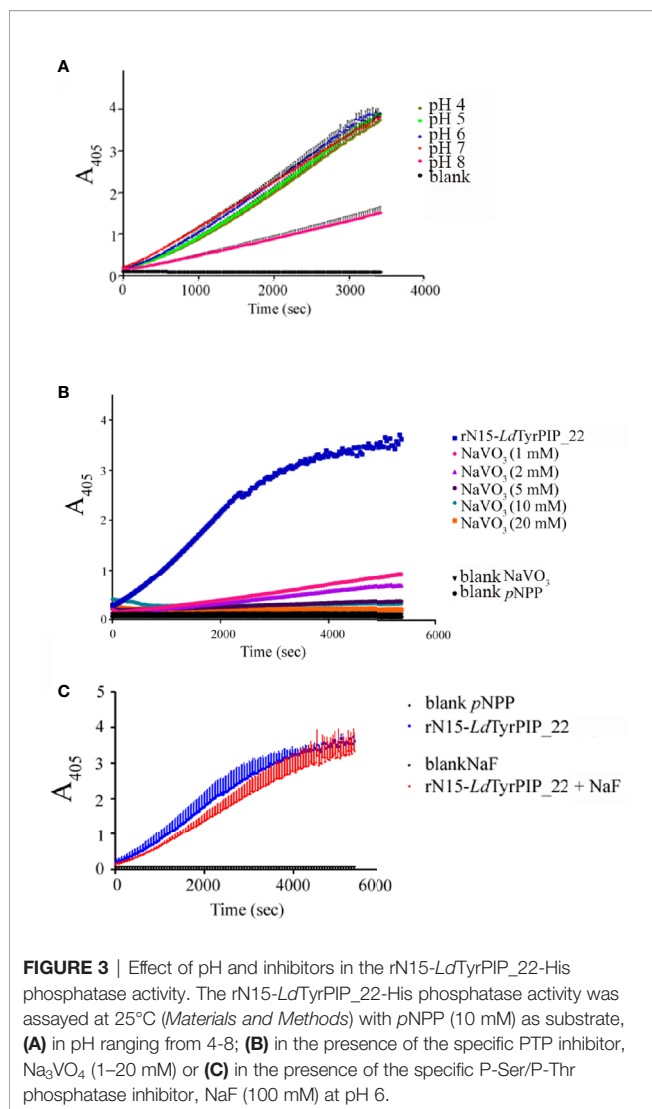 A
4
3
2
1
0
A405
0
1000
2000
3000
4000
Time (sec)
pH 4
pH 5
pH 6
pH 7
pH 8
blank
B
4
3
2
1
0
A405
0
2000
4000
6000
Time (sec)
rN15-LdTyrPIP_22
NaVO3 (1 mM)
NaVO3 (2 mM)
NaVO3 (5 mM)
NaVO3 (10 mM)
NaVO3 (20 mM)
blank NaVO3
blank pNPP
C
5
4
3
2
1
0
A405
0
2000
4000
6000
Time (sec)
blank pNPP
rN15-LdTyrPIP_22
blankNaF
rN15-LdTyrPIP_22 + NaF
FIGURE 3 | Effect of pH and inhibitors in the rN15-LdTyrPIP_22-His
phosphatase activity. The rN15-LdTyrPIP_22-His phosphatase activity was
assayed at 25°C (Materials and Methods) with pNPP (10 mM) as substrate,
(A) in pH ranging from 4-8; (B) in the presence of the specific PTP inhibitor,
Na3VO4 (1–20 mM) or (C) in the presence of the specific P-Ser/P-Thr
phosphatase inhibitor, NaF (100 mM) at pH 6.